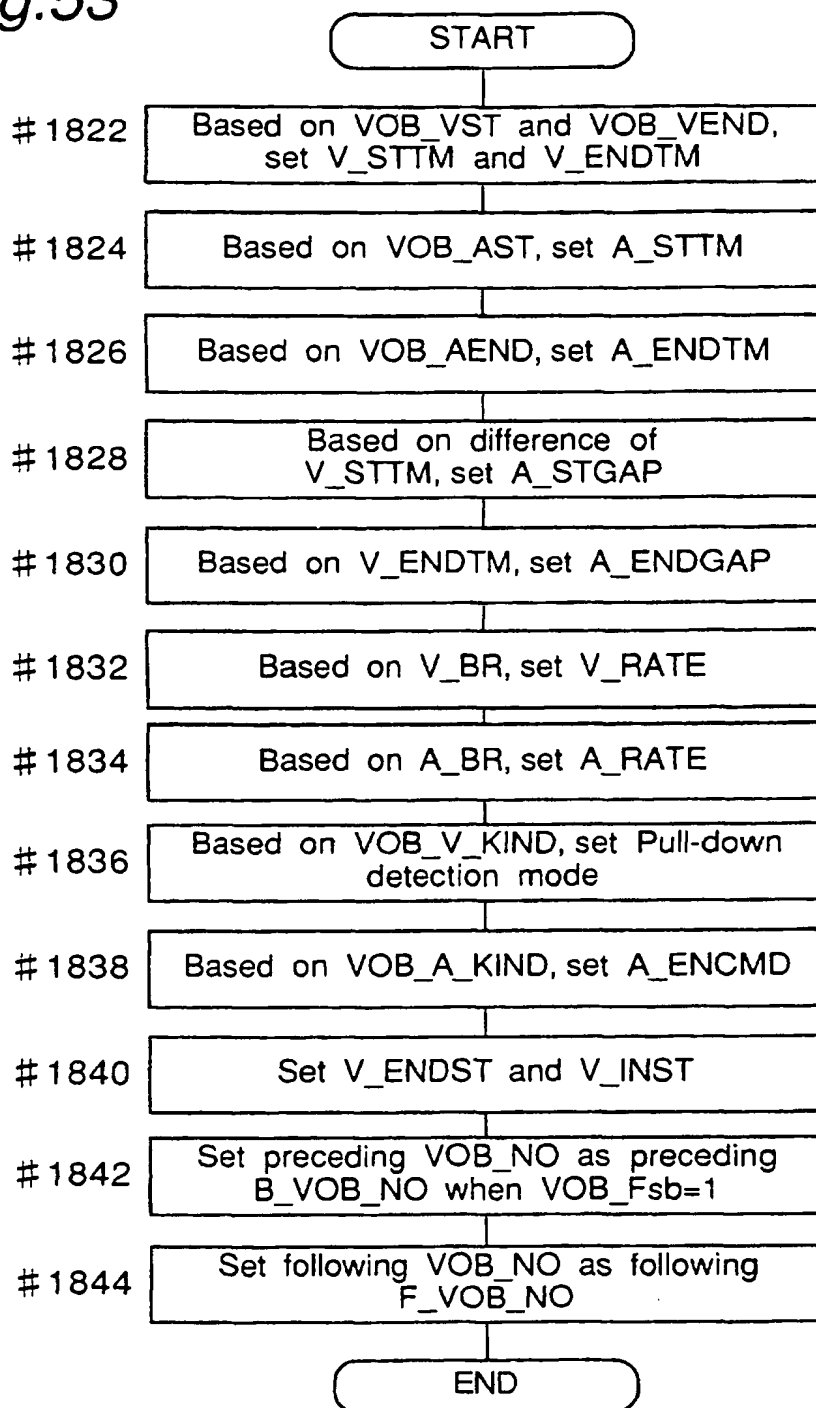 g.53
START
#1822
Based on VOB_VST and VOB_VEND,
set V_STTM and V_ENDTM
#1824
Based on VOB_AST, set A_STTM
#1826
Based on VOB_AEND, set A_ENDTM
#1828
Based on difference of
V_STTM, set A_STGAP
#1830
Based on V_ENDTM, set A_ENDGAP
#1832
Based on V_BR, set V_RATE
#1834
Based on A_BR, set A_RATE
#1836
Based on VOB_V_KIND, set Pull-down
detection mode
#1838
Based on VOB_A_KIND, set A_ENCMD
#1840
Set V_ENDST and V_INST
#1842
Set preceding VOB_NO as preceding
B_VOB_NO when VOB_Fsb=1
#1844
Set following VOB_NO as following
F_VOB_NO
END